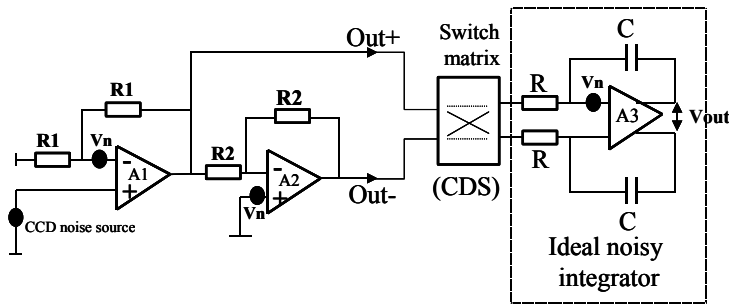 Out+
Switch
matrix
C
R1
R2
R
Vn
A3
Vout
R1
Vn
-
A1
+
R2
-
A2
+
Vn
Out-
(CDS)
R
C
CCD noise source
Ideal noisy
integrator